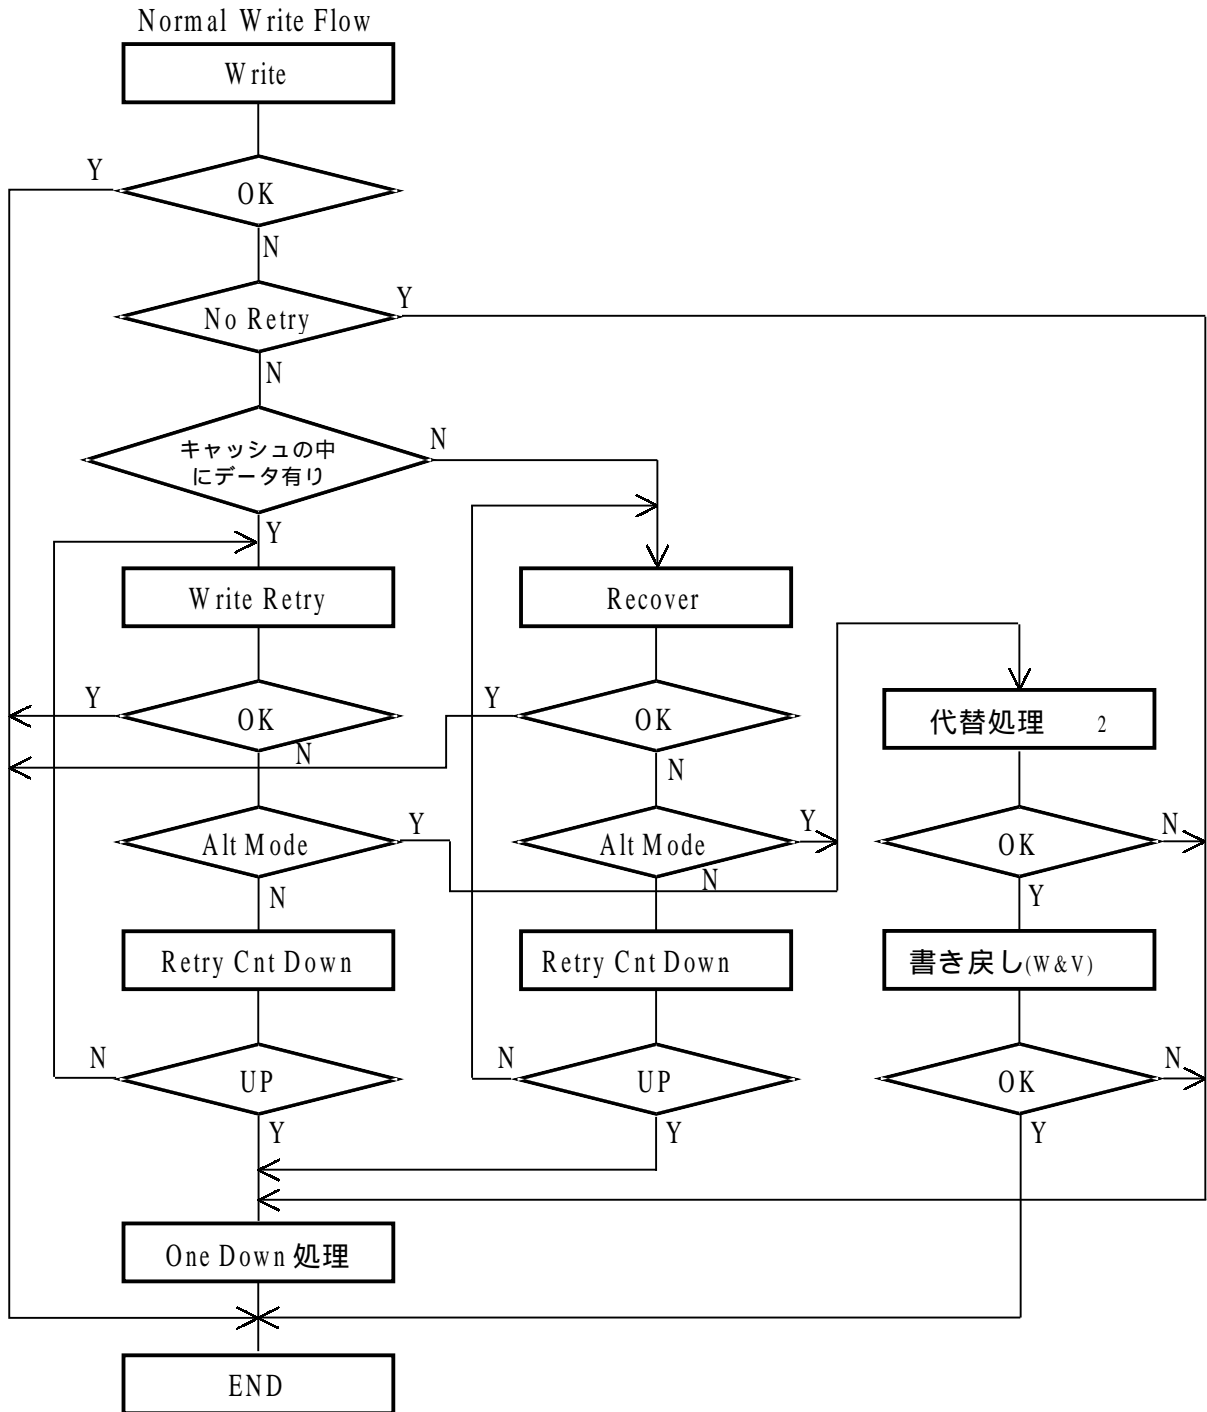 Normal Write Flow
Write
Y
OK
N
No Retry
Y
N
キャッシュの中
にデータ有り
N
Y
Write Retry
Recover
Y
OK
N
Y
OK
N
代替処理 2
Alt Mode
Y
N
Alt Mode
Y
N
OK
N
Y
Retry Cnt Down
Retry Cnt Down
書き戻し(W&V)
N
UP
Y
N
UP
Y
OK
N
Y
One Down 処理
END